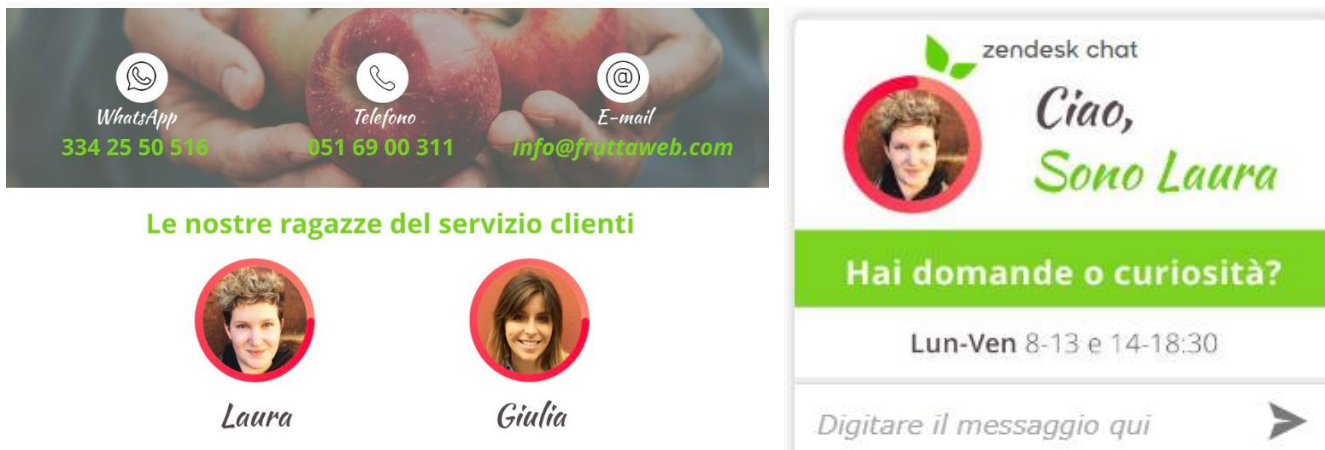 WhatsApp
334 25 50 516
Telefono
051 69 00 311
E-mail
info@fruttaweb.com
Le nostre ragazze del servizio clienti
Laura
Giulia
zendesk chat
Ciao,
Sono Laura
Hai domande o curiosità?
Lun-Ven 8-13 e 14-18:30
Digitare il messaggio qui